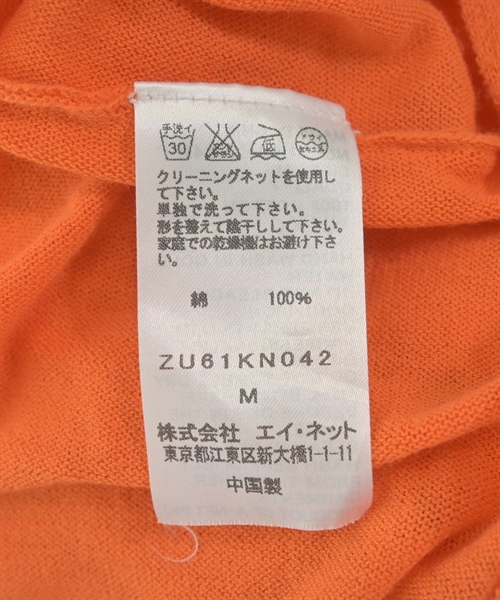 手洗イ
30
低
クリーニングネットを使用し
て下さい。
単独で洗って下さい。
形を整えて陰干しして下さい。
家庭での乾燥機はお避け下さ
い。
綿 100%
ZU61KN042
M
株式会社 エイ・ネット
東京都江東区新大橋1-1-11
中国製